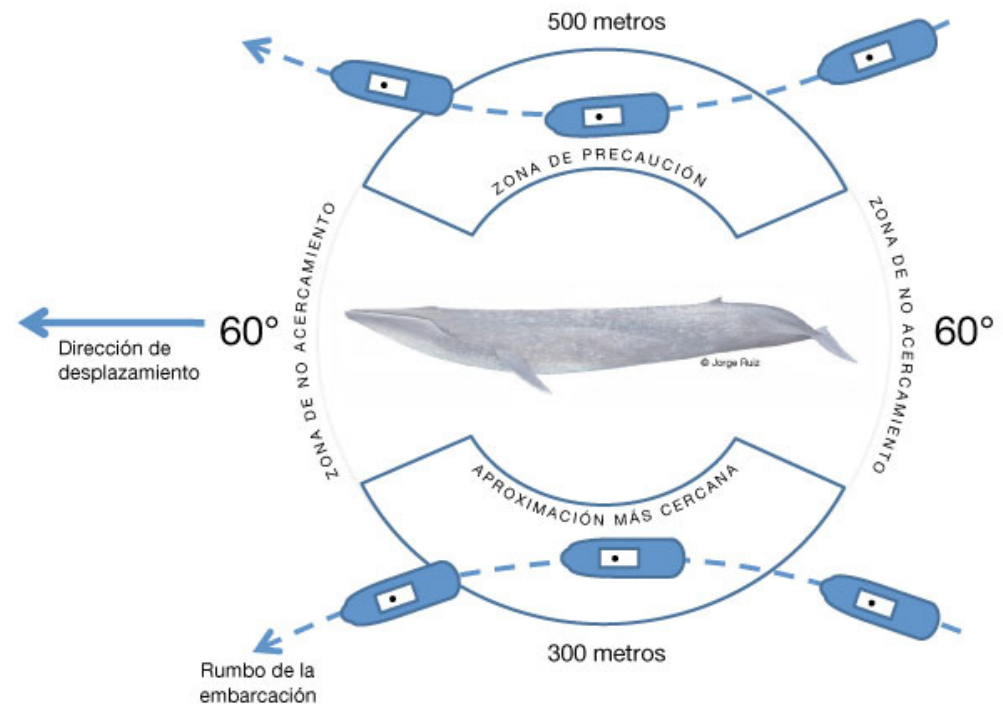 500 metros
ZONA DE PRECAUCIÓN
ZONA DE NO ACERCAMIENTO
ZONA DE NO ACERCAMIENTO
60°
60°
Dirección de
desplazamiento
© Jorge Ruiz
APROXIMACIÓN MÁS CERCANA
300 metros
Rumbo de la
embarcación